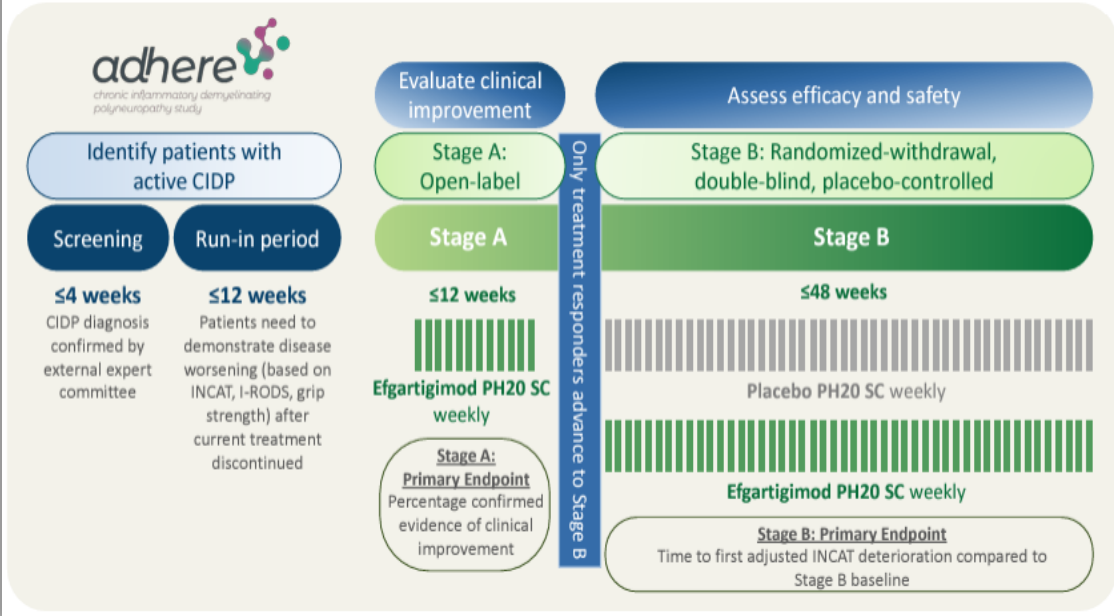 adhere
chronic inflammatory demyelinating
polyneuropathy study
Identify patients with
active CIDP
Screening
≤4 weeks
CIDP diagnosis
confirmed by
external expert
committee
Run-in period
≤12 weeks
Patients need to
demonstrate disease
worsening (based on
INCAT, I-RODS, grip
strength) after
current treatment
discontinued
Evaluate clinical
improvement
Stage A:
Open-label
Stage A
≤12 weeks
Efgartigimod PH20 SC
weekly
Stage A:
Primary Endpoint
Percentage confirmed
evidence of clinical
improvement
Only treatment responders advance to Stage B
Assess efficacy and safety
Stage B: Randomized-withdrawal,
double-blind, placebo-controlled
Stage B
≤48 weeks
Placebo PH20 SC weekly
Efgartigimod PH20 SC weekly
Stage B: Primary Endpoint
Time to first adjusted INCAT deterioration compared to
Stage B baseline